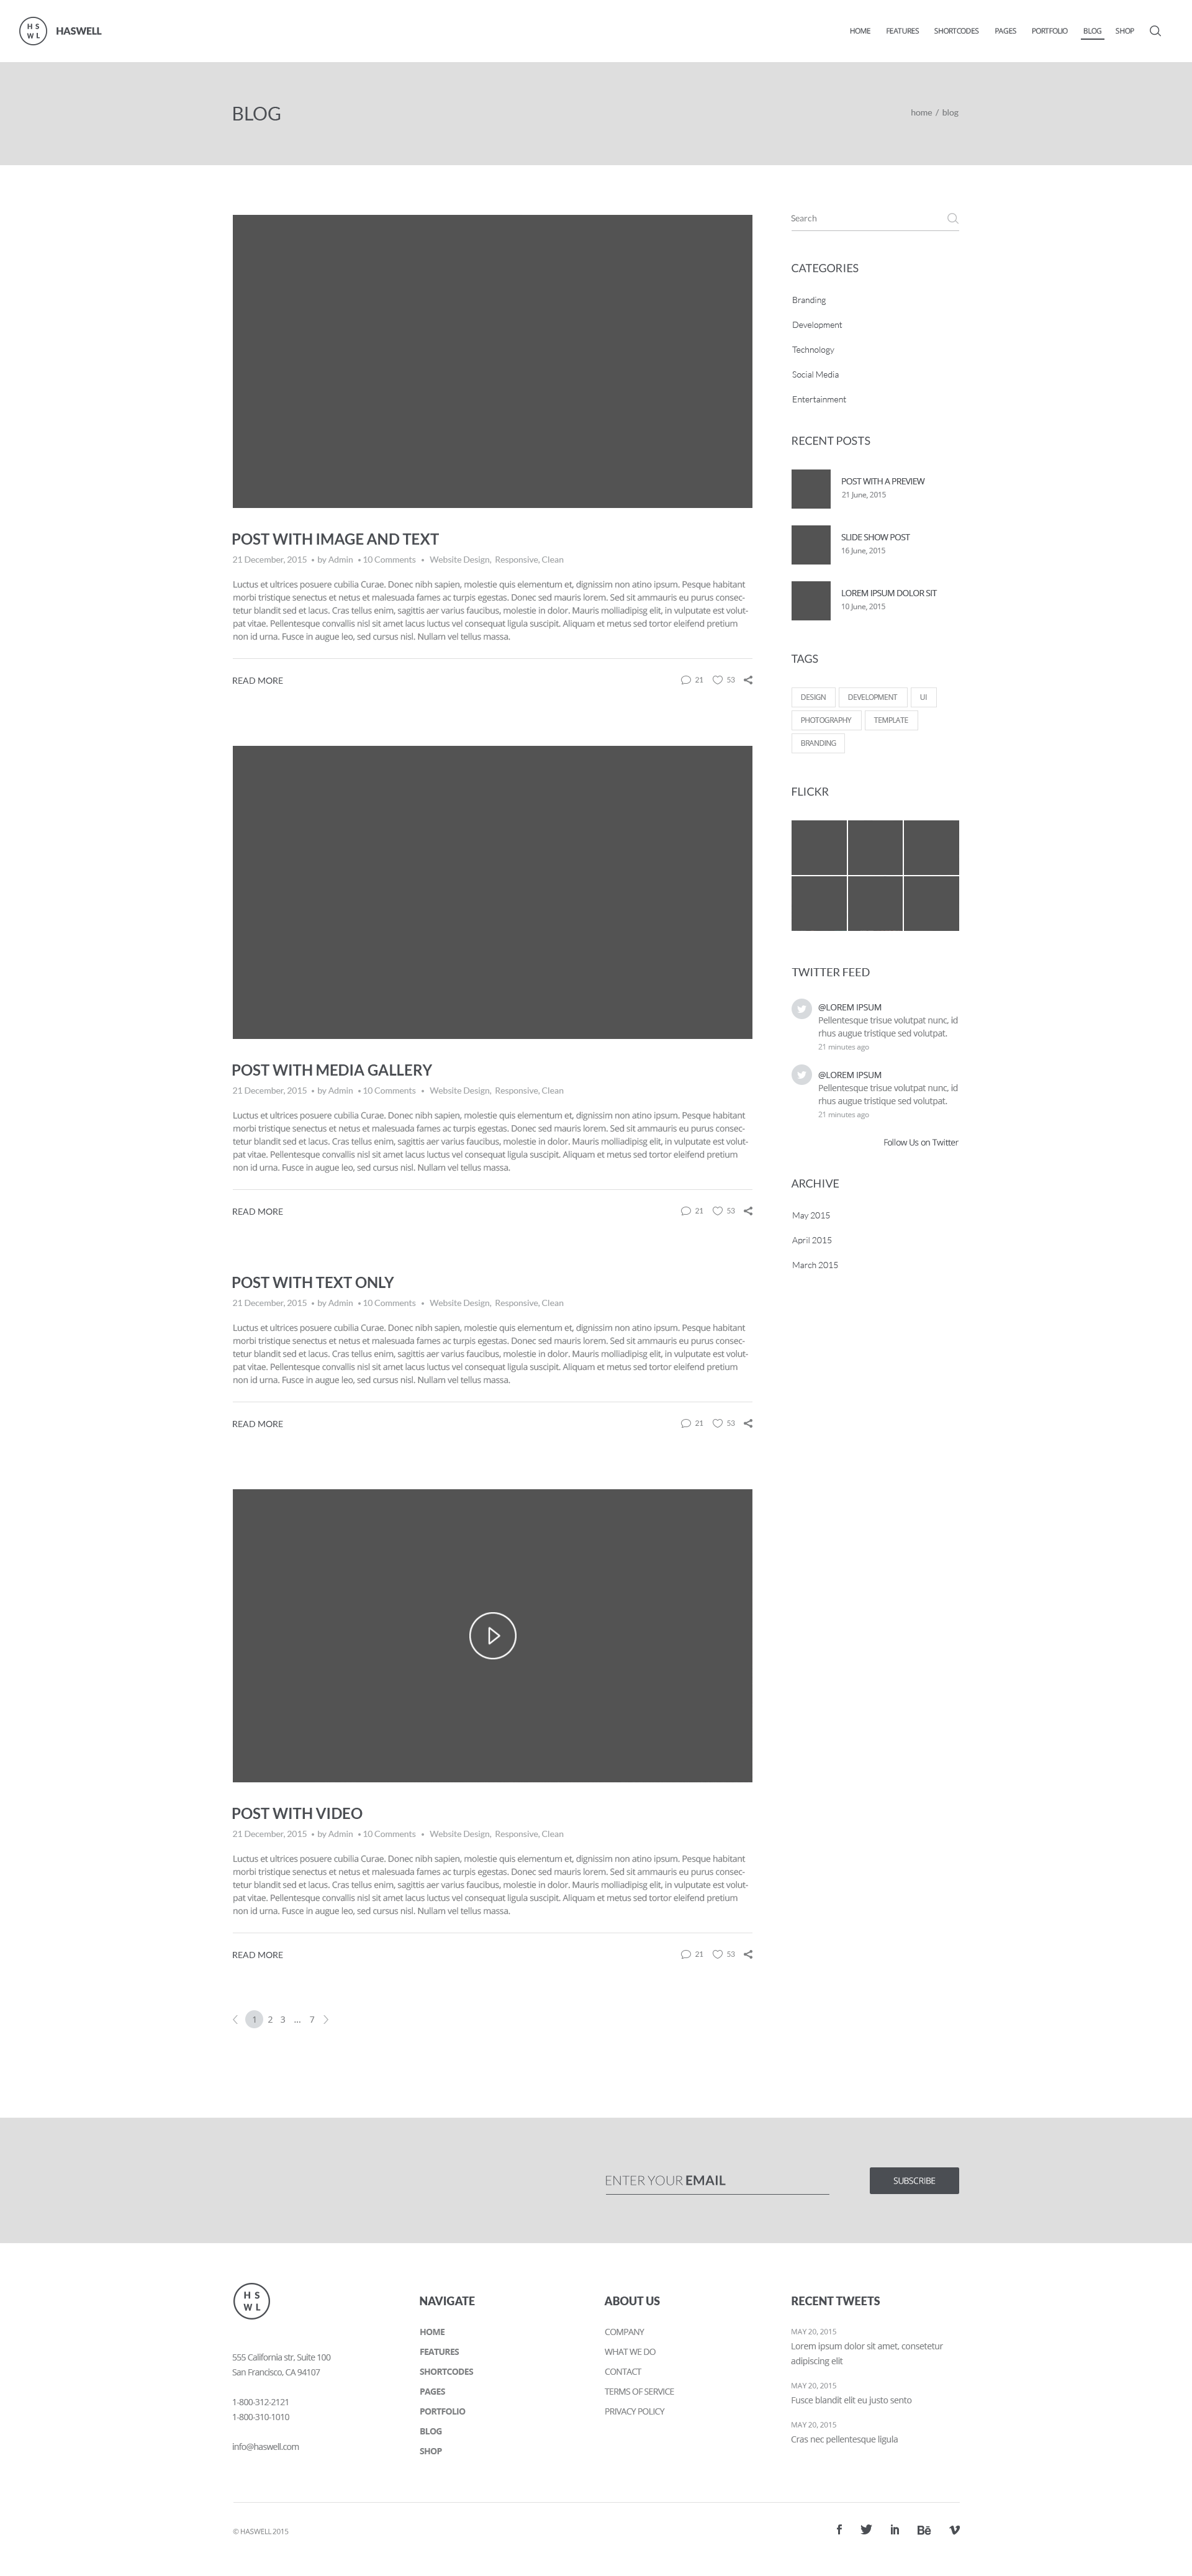 H S
W L
HASWELL
HOME FEATURES SHORTCODES PAGES PORTFOLIO BLOG SHOP
BLOG
home / blog
POST WITH IMAGE AND TEXT
21 December, 2015 • by Admin • 10 Comments • Website Design, Responsive, Clean
Luctus et ultrices posuere cubilia Curae. Donec nibh sapien, molestie quis elementum et, dignissim non atino ipsum. Pesque habitant
morbi tristique senectus et netus et malesuada fames ac turpis egestas. Donec sed mauris lorem. Sed sit ammauris eu purus consec-
tetur blandit sed et lacus. Cras tellus enim, sagittis aer varius faucibus, molestie in dolor. Mauris molliadipisg elit, in vulputate est volut-
pat vitae. Pellentesque convallis nisl sit amet lacus luctus vel consequat ligula suscipit. Aliquam et metus sed tortor eleifend pretium
non id urna. Fusce in augue leo, sed cursus nisl. Nullam vel tellus massa.
READ MORE
21 53
POST WITH MEDIA GALLERY
21 December, 2015 • by Admin • 10 Comments • Website Design, Responsive, Clean
Luctus et ultrices posuere cubilia Curae. Donec nibh sapien, molestie quis elementum et, dignissim non atino ipsum. Pesque habitant
morbi tristique senectus et netus et malesuada fames ac turpis egestas. Donec sed mauris lorem. Sed sit ammauris eu purus consec-
tetur blandit sed et lacus. Cras tellus enim, sagittis aer varius faucibus, molestie in dolor. Mauris molliadipisg elit, in vulputate est volut-
pat vitae. Pellentesque convallis nisl sit amet lacus luctus vel consequat ligula suscipit. Aliquam et metus sed tortor eleifend pretium
non id urna. Fusce in augue leo, sed cursus nisl. Nullam vel tellus massa.
READ MORE
21 53
POST WITH TEXT ONLY
21 December, 2015 • by Admin • 10 Comments • Website Design, Responsive, Clean
Luctus et ultrices posuere cubilia Curae. Donec nibh sapien, molestie quis elementum et, dignissim non atino ipsum. Pesque habitant
morbi tristique senectus et netus et malesuada fames ac turpis egestas. Donec sed mauris lorem. Sed sit ammauris eu purus consec-
tetur blandit sed et lacus. Cras tellus enim, sagittis aer varius faucibus, molestie in dolor. Mauris molliadipisg elit, in vulputate est volut-
pat vitae. Pellentesque convallis nisl sit amet lacus luctus vel consequat ligula suscipit. Aliquam et metus sed tortor eleifend pretium
non id urna. Fusce in augue leo, sed cursus nisl. Nullam vel tellus massa.
READ MORE
21 53
POST WITH VIDEO
21 December, 2015 • by Admin • 10 Comments • Website Design, Responsive, Clean
Luctus et ultrices posuere cubilia Curae. Donec nibh sapien, molestie quis elementum et, dignissim non atino ipsum. Pesque habitant
morbi tristique senectus et netus et malesuada fames ac turpis egestas. Donec sed mauris lorem. Sed sit ammauris eu purus consec-
tetur blandit sed et lacus. Cras tellus enim, sagittis aer varius faucibus, molestie in dolor. Mauris molliadipisg elit, in vulputate est volut-
pat vitae. Pellentesque convallis nisl sit amet lacus luctus vel consequat ligula suscipit. Aliquam et metus sed tortor eleifend pretium
non id urna. Fusce in augue leo, sed cursus nisl. Nullam vel tellus massa.
READ MORE
21 53
1 2 3 ... 7
Search
CATEGORIES
Branding
Development
Technology
Social Media
Entertainment
RECENT POSTS
POST WITH A PREVIEW
21 June, 2015
SLIDE SHOW POST
16 June, 2015
LOREM IPSUM DOLOR SIT
10 June, 2015
TAGS
DESIGN DEVELOPMENT UI
PHOTOGRAPHY TEMPLATE
BRANDING
FLICKR
TWITTER FEED
@LOREM IPSUM
Pellentesque trisue volutpat nunc, id
rhus augue tristique sed volutpat.
21 minutes ago
@LOREM IPSUM
Pellentesque trisue volutpat nunc, id
rhus augue tristique sed volutpat.
21 minutes ago
Follow Us on Twitter
ARCHIVE
May 2015
April 2015
March 2015
ENTER YOUR EMAIL
SUBSCRIBE
H S
W L
555 California str, Suite 100
San Francisco, CA 94107
1-800-312-2121
1-800-310-1010
info@haswell.com
NAVIGATE
HOME
FEATURES
SHORTCODES
PAGES
PORTFOLIO
BLOG
SHOP
ABOUT US
COMPANY
WHAT WE DO
CONTACT
TERMS OF SERVICE
PRIVACY POLICY
RECENT TWEETS
MAY 20, 2015
Lorem ipsum dolor sit amet, consetetur
adipiscing elit
MAY 20, 2015
Fusce blandit elit eu justo sento
MAY 20, 2015
Cras nec pellentesque ligula
© HASWELL 2015